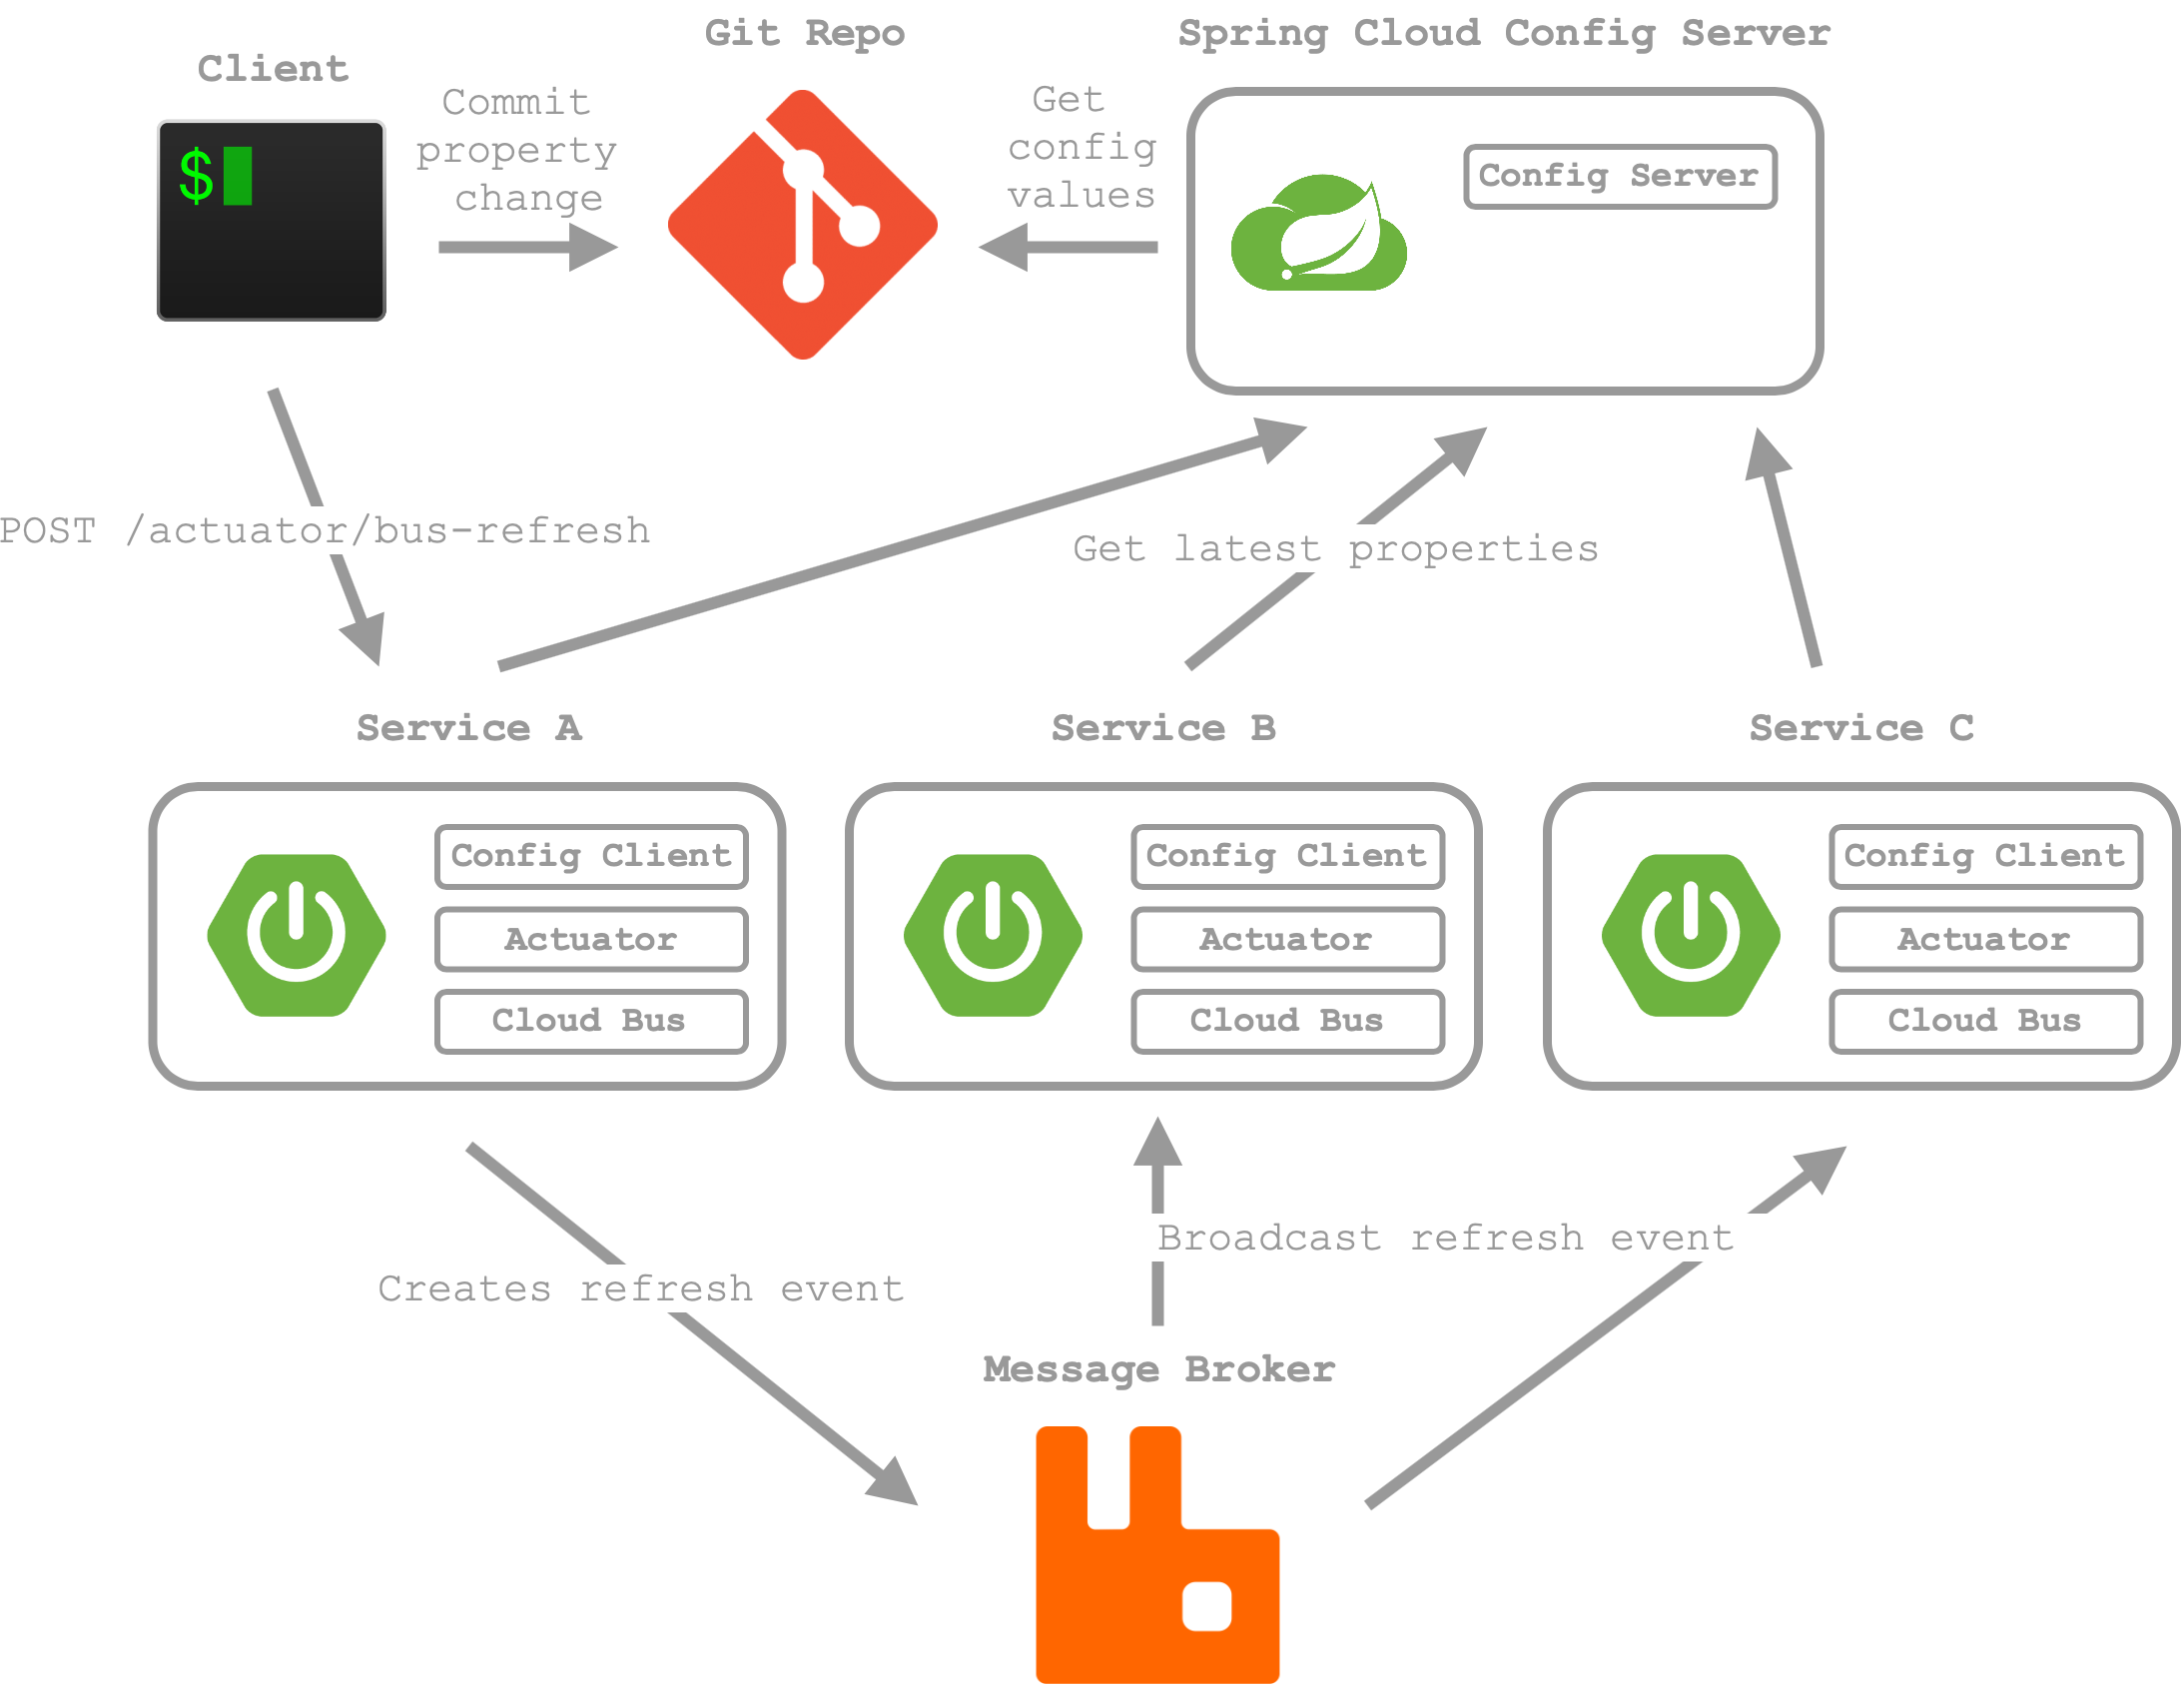 Client
Git Repo
Spring Cloud Config Server
$
Commit
property
change
Get
config
values
Config Server
POST /actuator/bus-refresh
Get latest properties
Service A
Service B
Service C
Config Client
Actuator
Cloud Bus
Config Client
Actuator
Cloud Bus
Config Client
Actuator
Cloud Bus
Creates refresh event
Broadcast refresh event
Message Broker